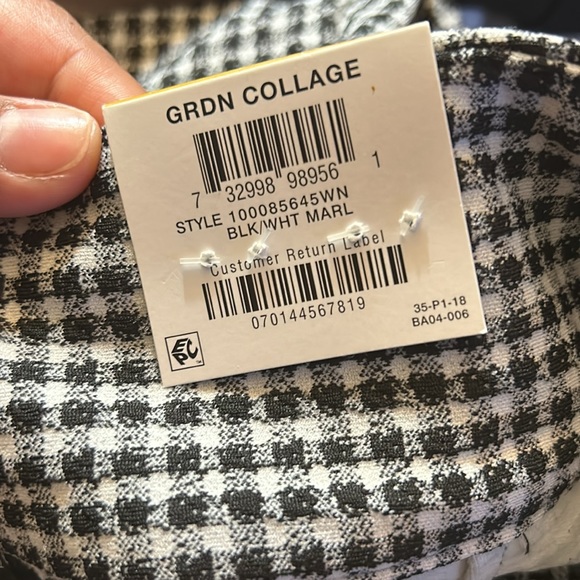 GRDN COLLAGE
7 32998 98956 1
STYLE 100085645WN
BLK/WHT MARL
Customer Return Label
070144567819
35-P1-18
BA04-006
EPC